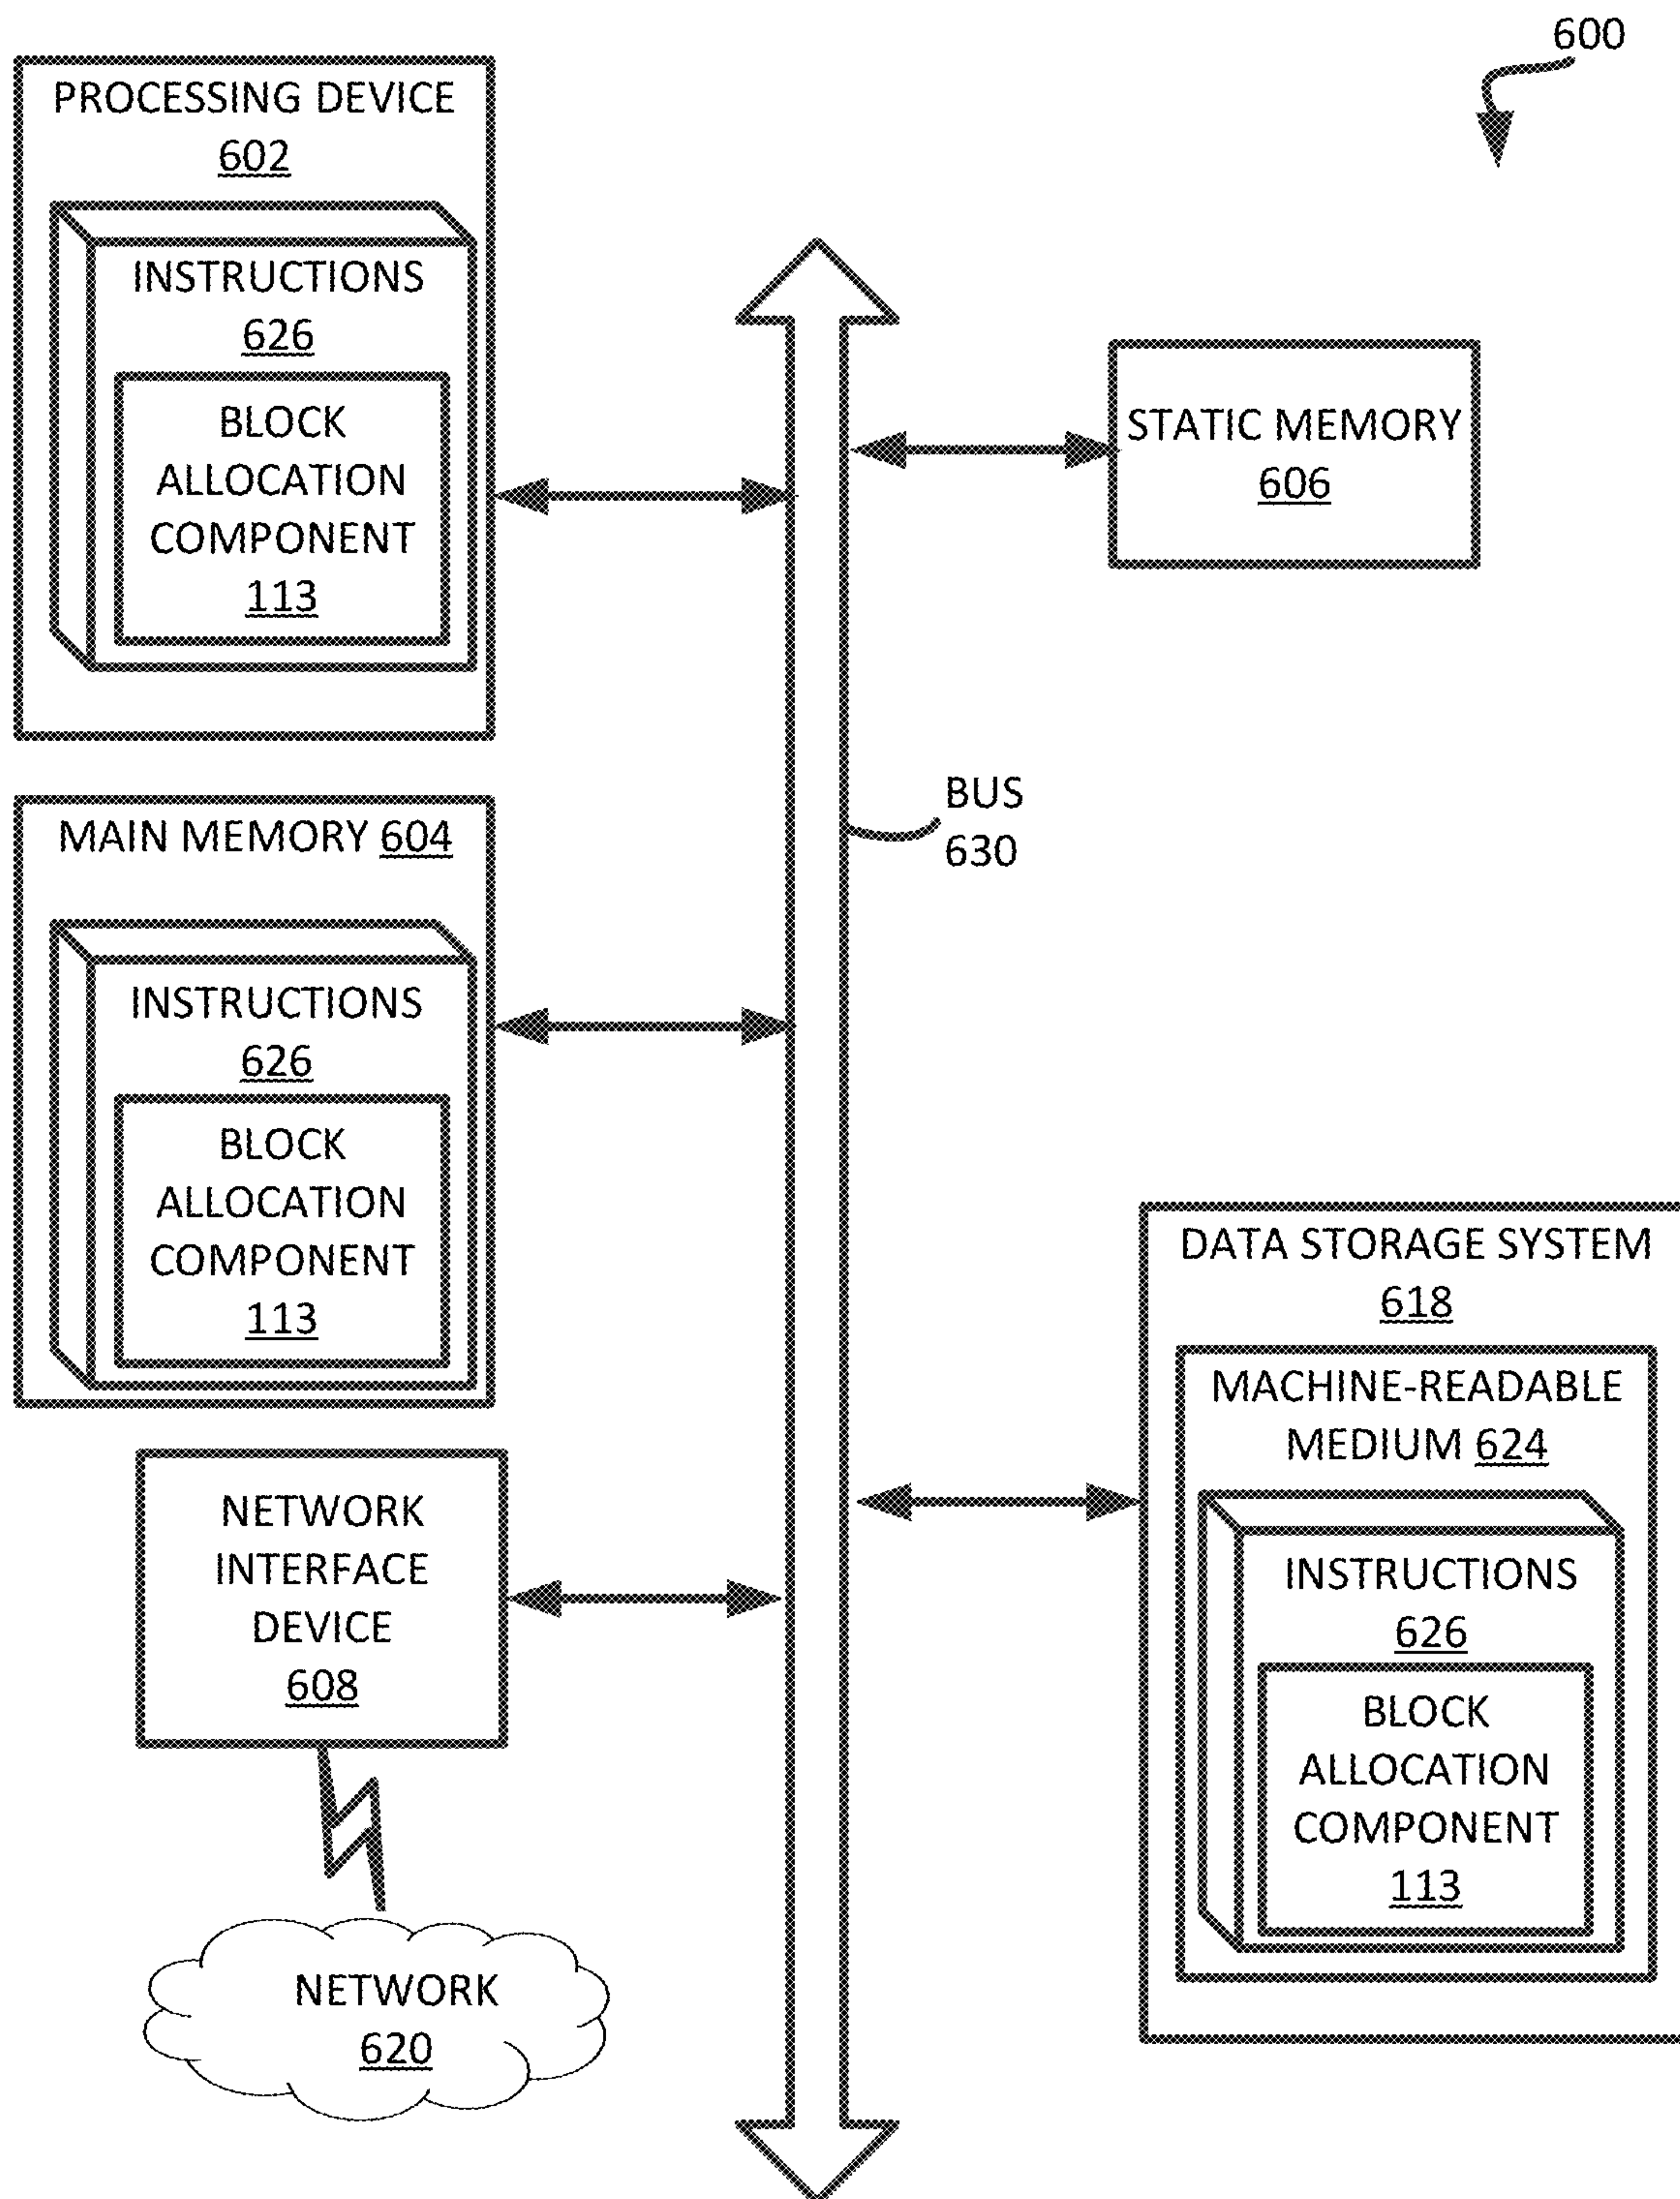 600
PROCESSING DEVICE
602
INSTRUCTIONS
626
BLOCK
ALLOCATION
COMPONENT
113
STATIC MEMORY
606
BUS
630
MAIN MEMORY 604
INSTRUCTIONS
626
BLOCK
ALLOCATION
COMPONENT
113
DATA STORAGE SYSTEM
618
MACHINE-READABLE
MEDIUM 624
INSTRUCTIONS
626
BLOCK
ALLOCATION
COMPONENT
113
NETWORK
INTERFACE
DEVICE
608
NETWORK
620